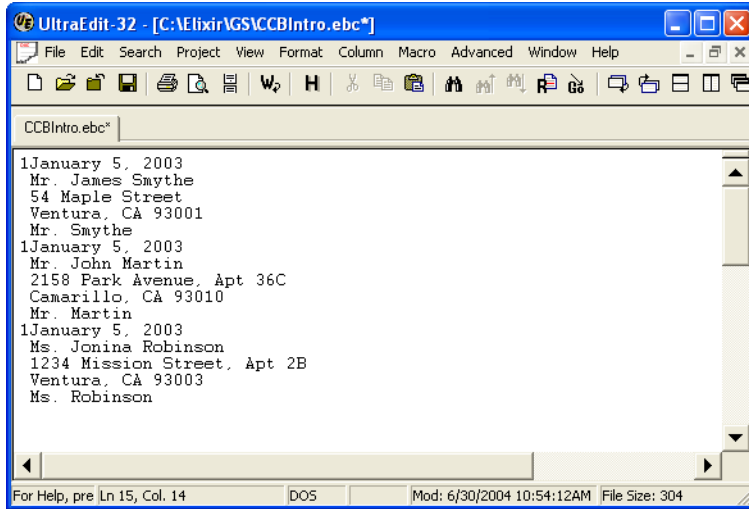 UltraEdit-32 - [C:\Elixir\GS\CCBIntro.ebc*]
File Edit Search Project View Format Column Macro Advanced Window Help
CCBIntro.ebc*
1January 5, 2003
 Mr. James Smythe
 54 Maple Street
 Ventura, CA 93001
 Mr. Smythe
1January 5, 2003
 Mr. John Martin
 2158 Park Avenue, Apt 36C
 Camarillo, CA 93010
 Mr. Martin
1January 5, 2003
 Ms. Jonina Robinson
 1234 Mission Street, Apt 2B
 Ventura, CA 93003
 Ms. Robinson
For Help, pre Ln 15, Col. 14 DOS Mod: 6/30/2004 10:54:12AM File Size: 304